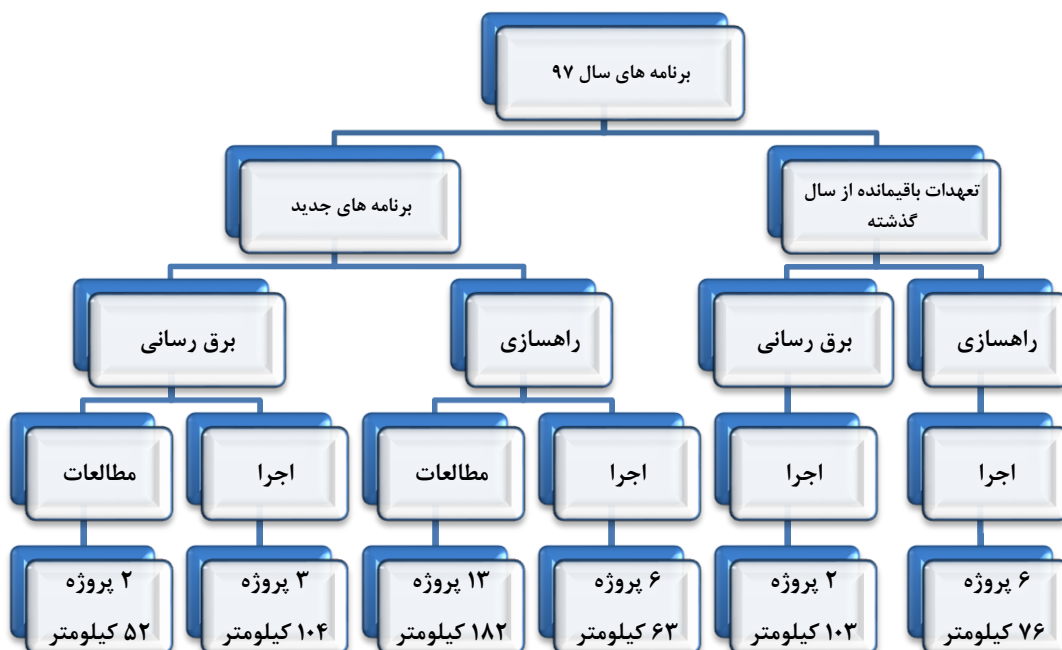 برنامه های سال ۹۷
تعهدات باقیمانده از سال
گذشته
برنامه های جدید
راهسازی
برق رسانی
راهسازی
برق رسانی
اجرا
اجرا
اجرا
مطالعات
اجرا
مطالعات
۶ پروژه
۷۶ کیلومتر
۲ پروژه
۱۰۳ کیلومتر
۶ پروژه
۶۳ کیلومتر
۱۳ پروژه
۱۸۲ کیلومتر
۳ پروژه
۱۰۴ کیلومتر
۲ پروژه
۵۲ کیلومتر